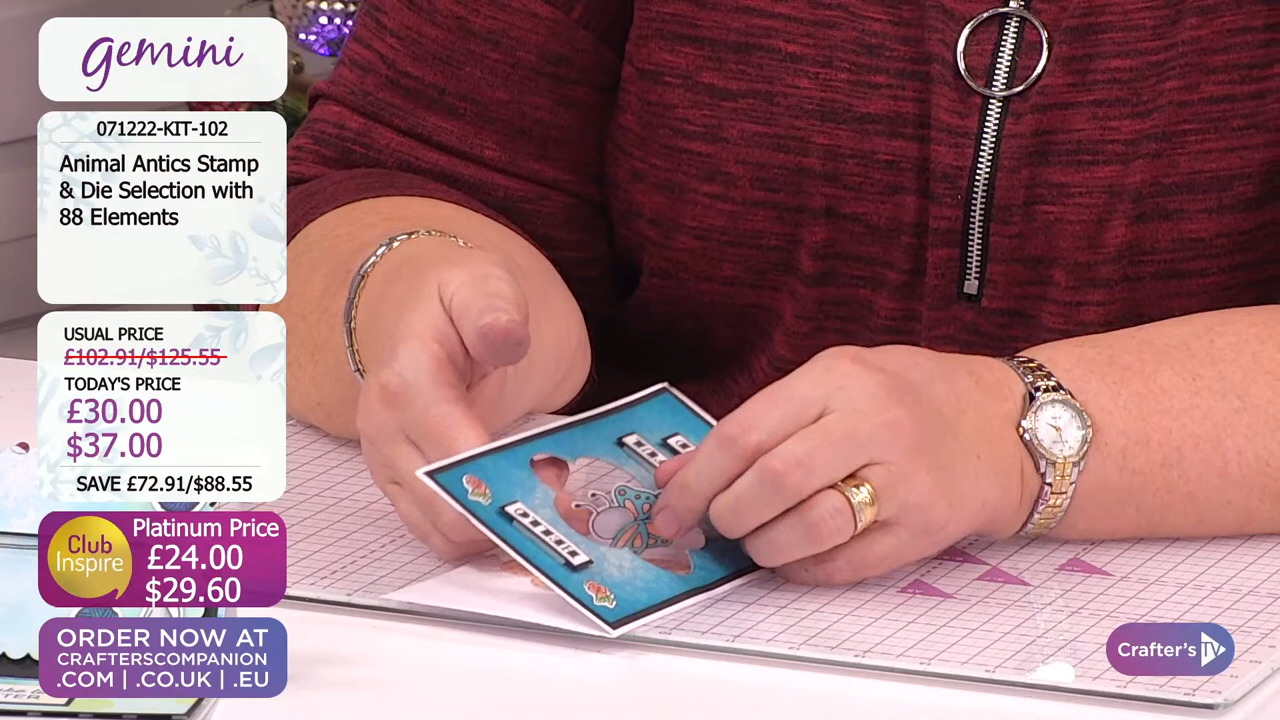 gemini
071222-KIT-102
Animal Antics Stamp
& Die Selection with
88 Elements
USUAL PRICE
£102.91/$125.55
TODAY'S PRICE
£30.00
$37.00
SAVE £72.91/$88.55
Club
Inspire
Platinum Price
£24.00
$29.60
ORDER NOW AT
CRAFTERSCOMPANION
.COM | .CO.UK | .EU
HELLO
Crafter's TV